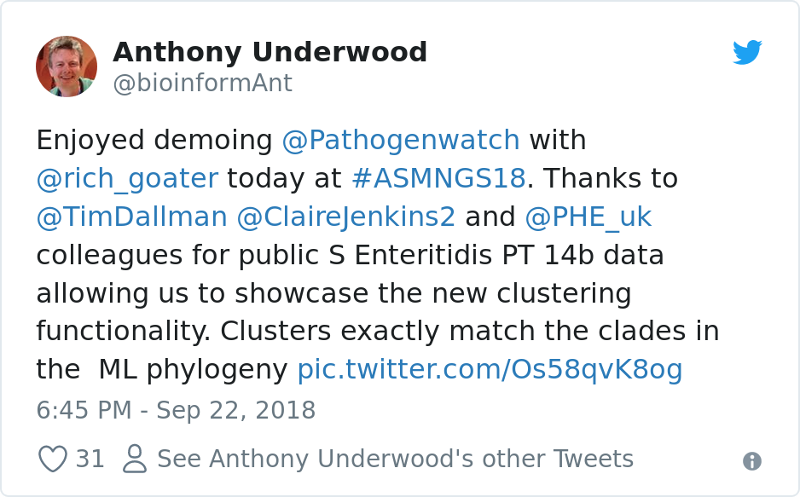 Anthony Underwood
@bioinformAnt
Enjoyed demoing @Pathogenwatch with
@rich_goater today at #ASMNGS18. Thanks to
@TimDallman @ClaireJenkins2 and @PHE_uk
colleagues for public S Enteritidis PT 14b data
allowing us to showcase the new clustering
functionality. Clusters exactly match the clades in
the  ML phylogeny pic.twitter.com/Os58qvK8og
6:45 PM - Sep 22, 2018
31 See Anthony Underwood's other Tweets